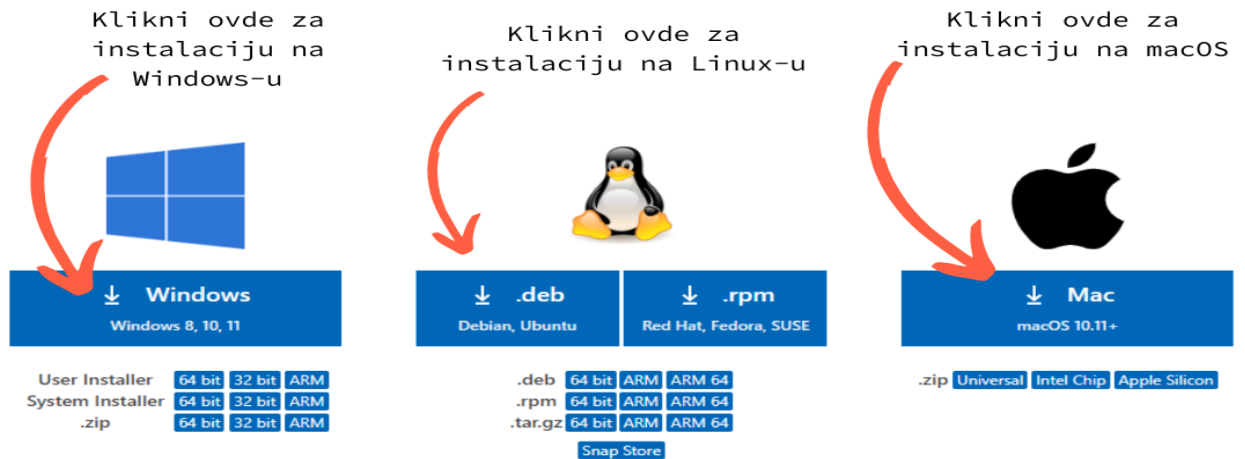 Klikni ovde za
instalaciju na
Windows-u
Klikni ovde za
instalaciju na Linux-u
Klikni ovde za
instalaciju na macOS
Windows
Windows 8, 10, 11
User Installer 64 bit 32 bit ARM
System Installer 64 bit 32 bit ARM
.zip 64 bit 32 bit ARM
.deb
Debian, Ubuntu
.rpm
Red Hat, Fedora, SUSE
.deb 64 bit ARM ARM 64
.rpm 64 bit ARM ARM 64
.tar.gz 64 bit ARM ARM 64
Snap Store
Mac
macOS 10.11+
.zip Universal Intel Chip Apple Silicon